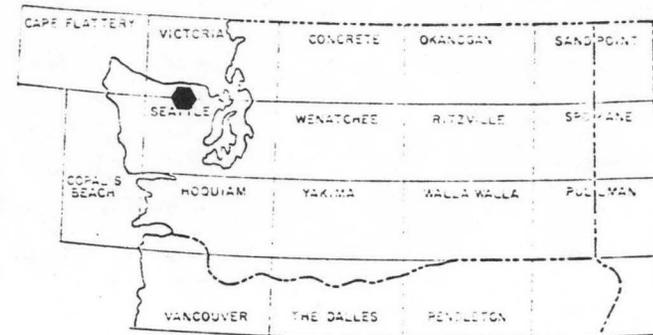 CAPE FLATTERY VICTORIA CONCRETE OKANOGAN SANDPOINT
SEATTLE WENATCHEE RITZVILLE SPOKANE
COPALIS BEACH HOQUIAM YAKIMA WALLA WALLA PULLMAN
VANCOUVER THE DALLES PENDLETON